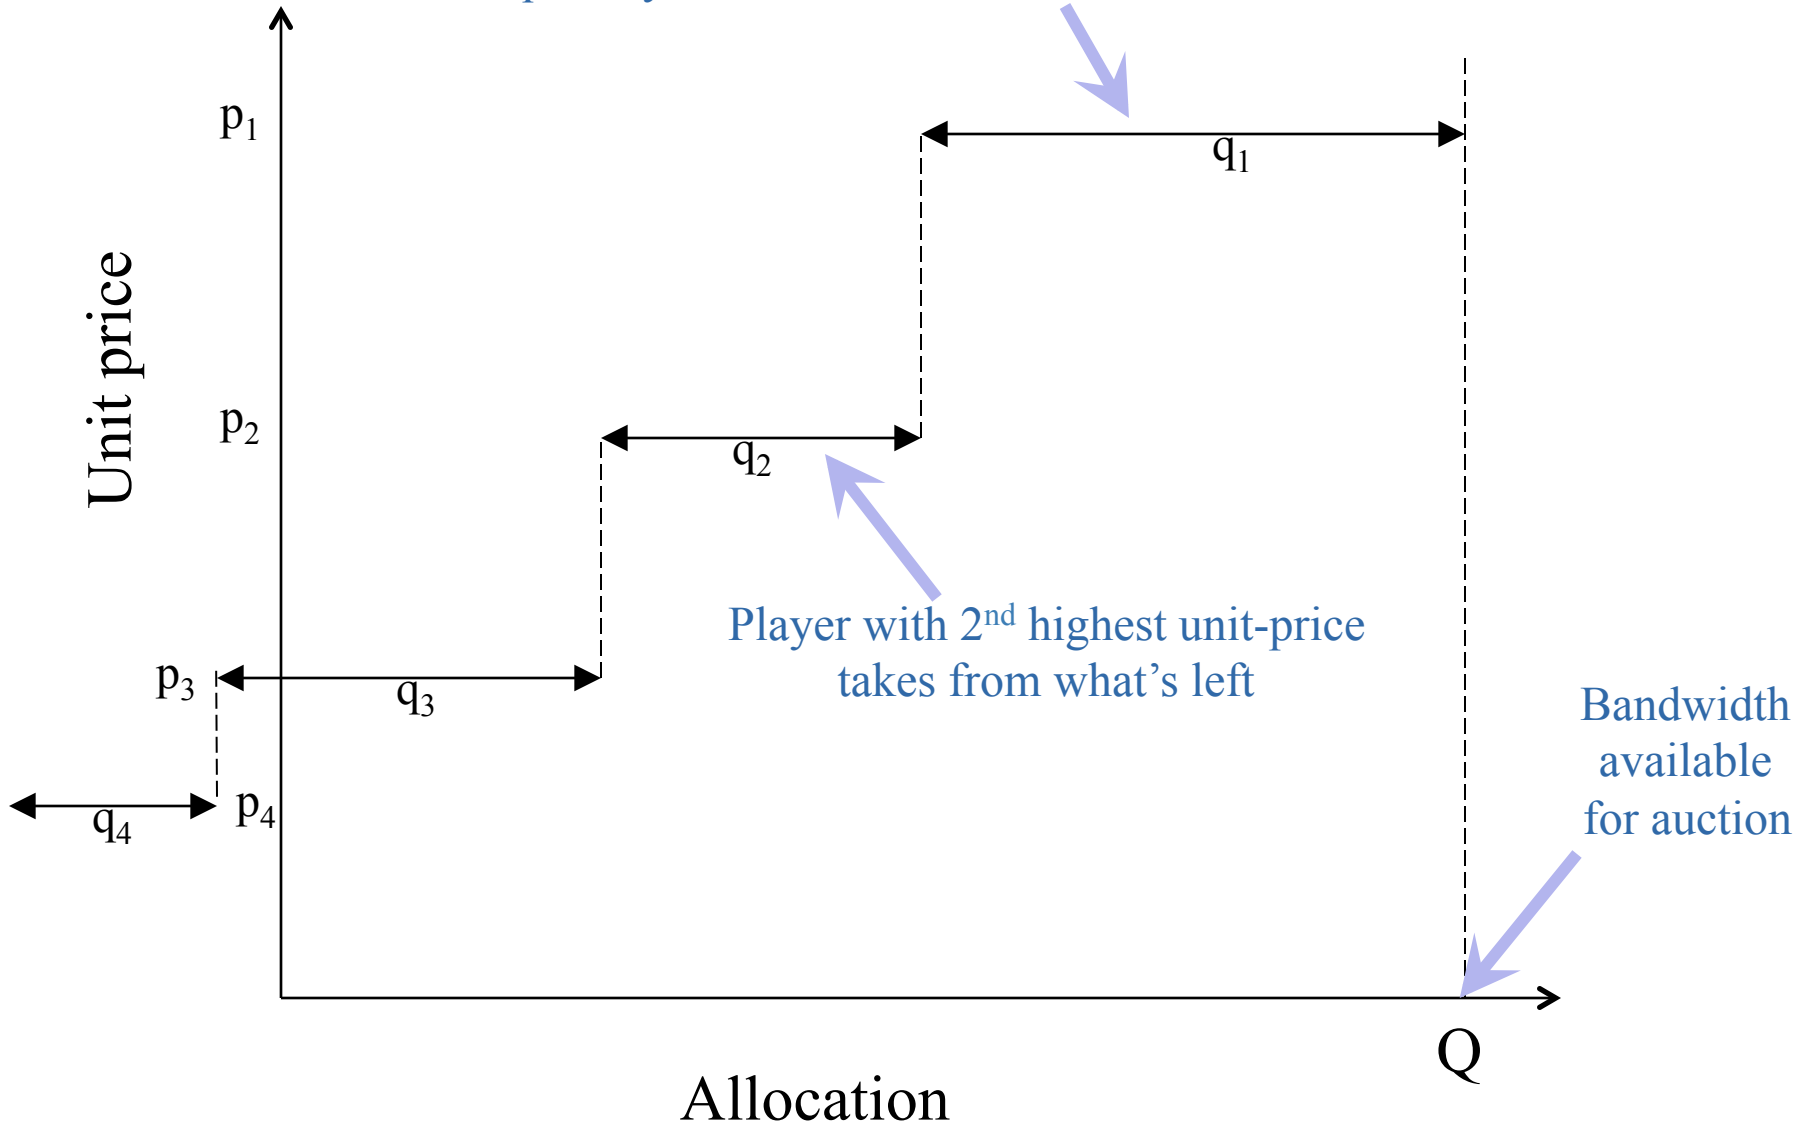 p₁
q₁
Unit price
p₂
q₂
Player with 2ⁿᵈ highest unit-price
takes from what’s left
p₃
q₃
Bandwidth
available
for auction
q₄
p₄
Q
Allocation